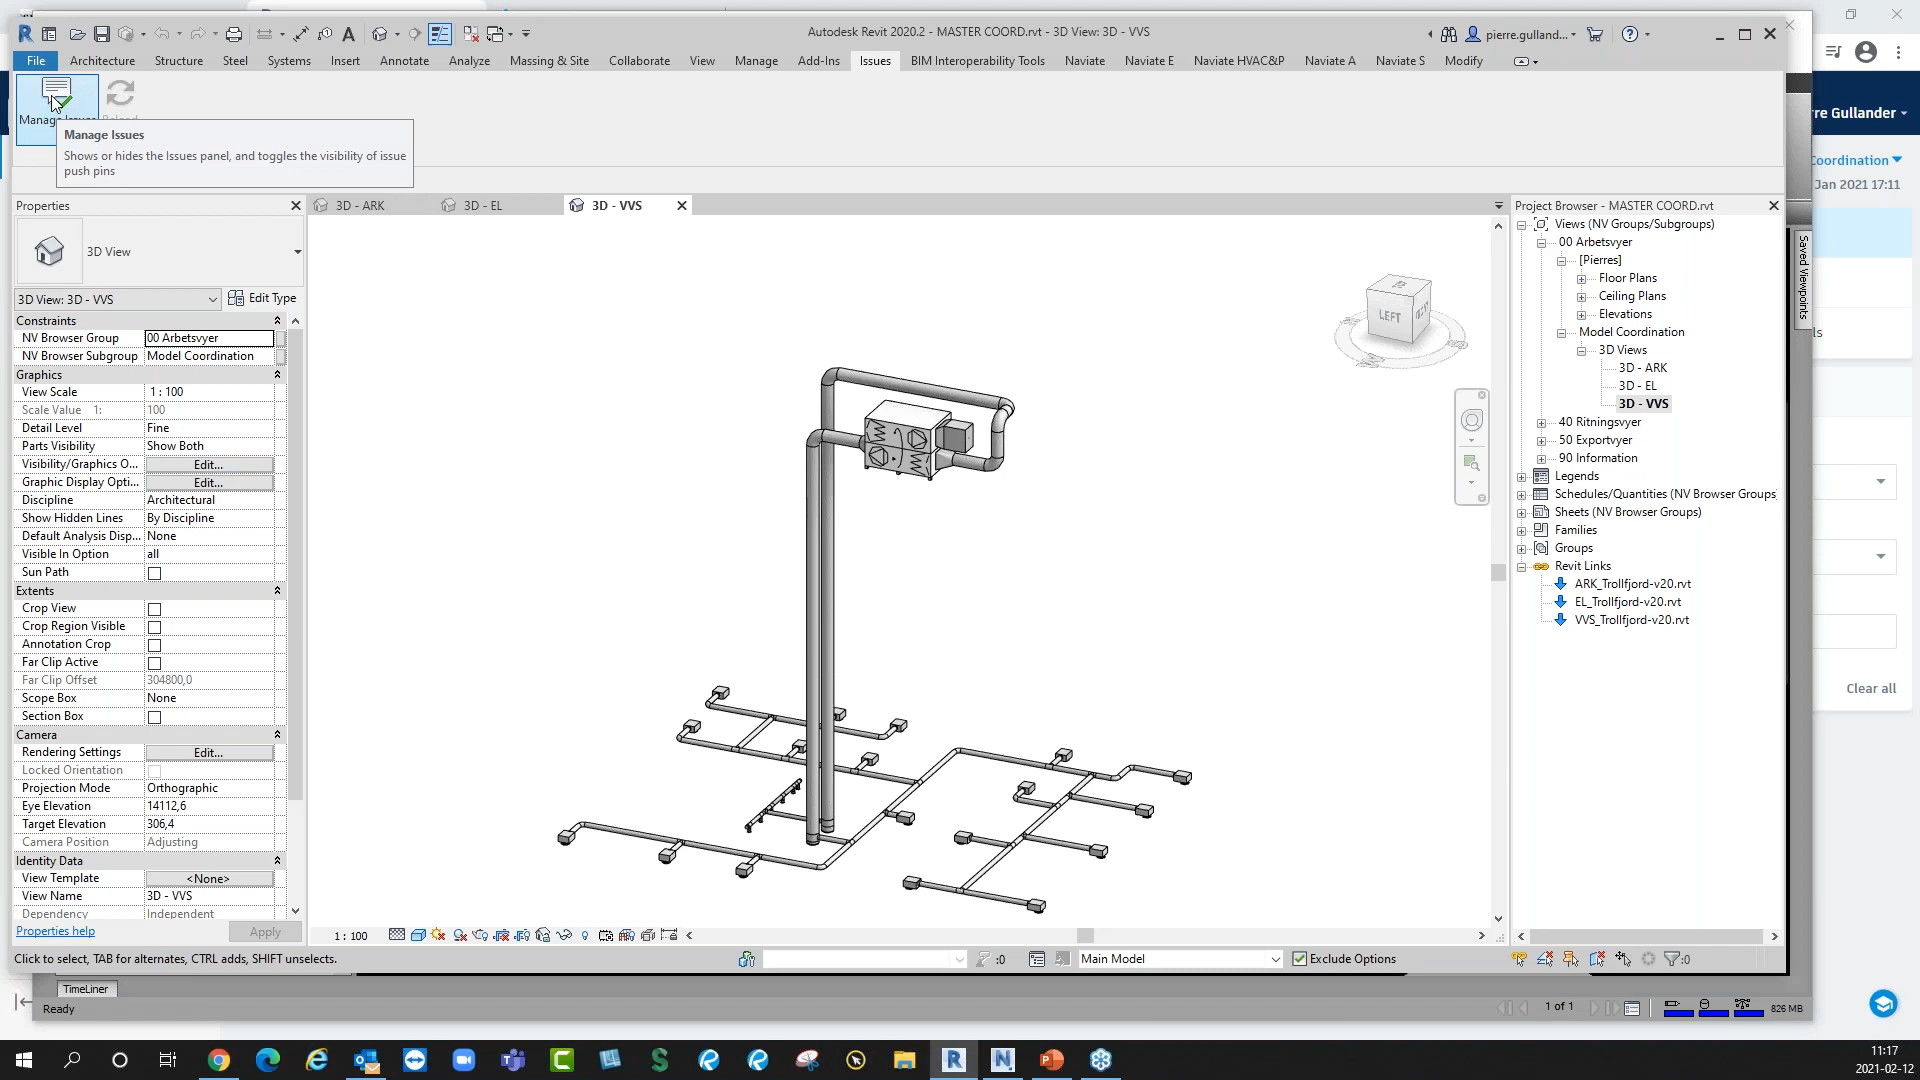 Autodesk Revit 2020.2 - MASTER COORD.rvt - 3D View: 3D - VVS
pierre.gulland...
File Architecture Structure Steel Systems Insert Annotate Analyze Massing & Site Collaborate View Manage Add-Ins Issues BIM Interoperability Tools Naviate Naviate E Naviate HVAC&P Naviate A Naviate S Modify
Manage Issues
Shows or hides the Issues panel, and toggles the visibility of issue
push pins
re Gullander
Coordination
Jan 2021 17:11
Properties
3D - ARK
3D - EL
3D - VVS
Project Browser - MASTER COORD.rvt
3D View
3D View: 3D - VVS
Edit Type
Constraints
NV Browser Group 00 Arbetsvyer
NV Browser Subgroup Model Coordination
Graphics
View Scale 1 : 100
Scale Value 1: 100
Detail Level Fine
Parts Visibility Show Both
Visibility/Graphics O... Edit...
Graphic Display Opti... Edit...
Discipline Architectural
Show Hidden Lines By Discipline
Default Analysis Disp... None
Visible In Option all
Sun Path
Extents
Crop View
Crop Region Visible
Annotation Crop
Far Clip Active
Far Clip Offset 304800,0
Scope Box None
Section Box
Camera
Rendering Settings Edit...
Locked Orientation
Projection Mode Orthographic
Eye Elevation 14112,6
Target Elevation 306,4
Camera Position Adjusting
Identity Data
View Template <None>
View Name 3D - VVS
Dependency Independent
Properties help
Apply
LEFT
Views (NV Groups/Subgroups)
00 Arbetsvyer
[Pierres]
Floor Plans
Ceiling Plans
Elevations
Model Coordination
3D Views
3D - ARK
3D - EL
3D - VVS
40 Ritningsvyer
50 Exportvyer
90 Information
Legends
Schedules/Quantities (NV Browser Groups
Sheets (NV Browser Groups)
Families
Groups
Revit Links
ARK_Trollfjord-v20.rvt
EL_Trollfjord-v20.rvt
VVS_Trollfjord-v20.rvt
Saved Viewpoints
ls
Clear all
1 : 100
Click to select, TAB for alternates, CTRL adds, SHIFT unselects.
:0
Main Model
Exclude Options
:0
TimeLiner
Ready
1 of 1
826 MB
11:17
2021-02-12